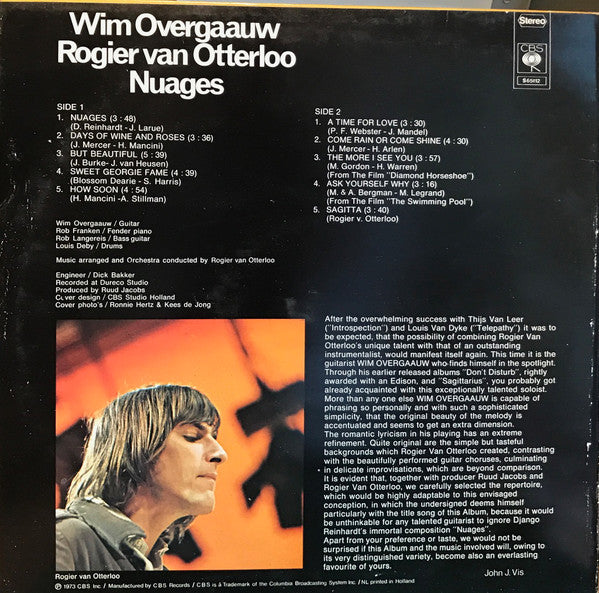 Wim Overgaauw
Rogier van Otterloo
Nuages
Stereo
CBS
S 65112
SIDE 1
1. NUAGES (3 : 48)
(D. Reinhardt - J. Larue)
2. DAYS OF WINE AND ROSES (3 : 36)
(J. Mercer - H. Mancini)
3. BUT BEAUTIFUL (5 : 39)
(J. Burke- J. van Heusen)
4. SWEET GEORGIE FAME (4 : 39)
(Blossom Dearie - S. Harris)
5. HOW SOON (4 : 54)
(H. Mancini -A. Stillman)
SIDE 2
1. A TIME FOR LOVE (3 : 30)
(P. F. Webster - J. Mandel)
2. COME RAIN OR COME SHINE (4 : 30)
(J. Mercer - H. Arlen)
3. THE MORE I SEE YOU (3 : 57)
(M. Gordon - H. Warren)
(From The Film "Diamond Horseshoe")
4. ASK YOURSELF WHY (3 : 16)
(M. & A. Bergman - M. Legrand)
(From The Film "The Swimming Pool")
5. SAGITTA (3 : 40)
(Rogier v. Otterloo)
Wim Overgaauw / Guitar
Rob Franken / Fender piano
Rob Langereis / Bass guitar
Louis Deby / Drums
Music arranged and Orchestra conducted by Rogier van Otterloo
Engineer / Dick Bakker
Recorded at Dureco Studio
Produced by Ruud Jacobs
Cover design / CBS Studio Holland
Cover photo's / Ronnie Hertz & Kees de Jong
After the overwhelming success with Thijs Van Leer
("Introspection") and Louis Van Dyke ("Telepathy") it was to
be expected, that the possibility of combining Rogier Van
Otterloo's unique talent with that of an outstanding
instrumentalist, would manifest itself again. This time it is the
guitarist WIM OVERGAAUW who finds himself in the spotlight.
Through his earlier released albums "Don't Disturb", rightly
awarded with an Edison, and "Sagittarius", you probably got
already acquainted with this exceptionally talented soloist.
More than any one else WIM OVERGAAUW is capable of
phrasing so personally and with such a sophisticated
simplicity, that the original beauty of the melody is
accentuated and seems to get an extra dimension.
The romantic lyricism in his playing has an extreme
refinement. Quite original are the simple but tasteful
backgrounds which Rogier Van Otterloo created, contrasting
with the beautifully performed guitar choruses, culminating
in delicate improvisations, which are beyond comparison.
It is evident that, together with producer Ruud Jacobs and
Rogier Van Otterloo, we carefully selected the repertoire,
which would be highly adaptable to this envisaged
conception, in which the undersigned deems himself
particularly with the title song of this Album, because it would
be unthinkable for any talented guitarist to ignore Django
Reinhardt's immortal composition "Nuages".
Apart from your preference or taste, we would not be
surprised if this Album and the music involved will, owing to
its very distinguished variety, become also an everlasting
favourite of yours.
John J. Vis
Rogier van Otterloo
℗ 1973 CBS Inc / Manufactured by CBS Records / CBS is a Trademark of the Columbia Broadcasting System Inc. / NL printed in Holland